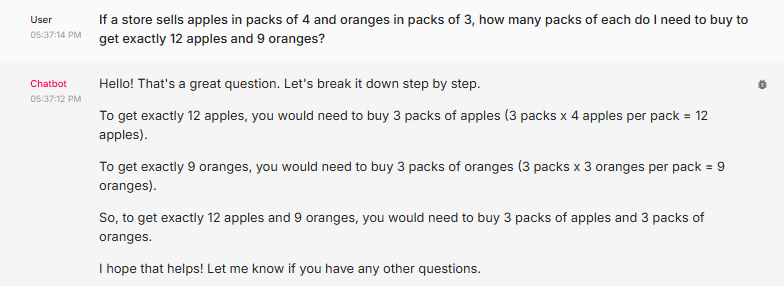 User
05:37:14 PM
If a store sells apples in packs of 4 and oranges in packs of 3, how many packs of each do I need to buy to
get exactly 12 apples and 9 oranges?
Chatbot
05:37:12 PM
Hello! That's a great question. Let's break it down step by step.
To get exactly 12 apples, you would need to buy 3 packs of apples (3 packs x 4 apples per pack = 12
apples).
To get exactly 9 oranges, you would need to buy 3 packs of oranges (3 packs x 3 oranges per pack = 9
oranges).
So, to get exactly 12 apples and 9 oranges, you would need to buy 3 packs of apples and 3 packs of
oranges.
I hope that helps! Let me know if you have any other questions.